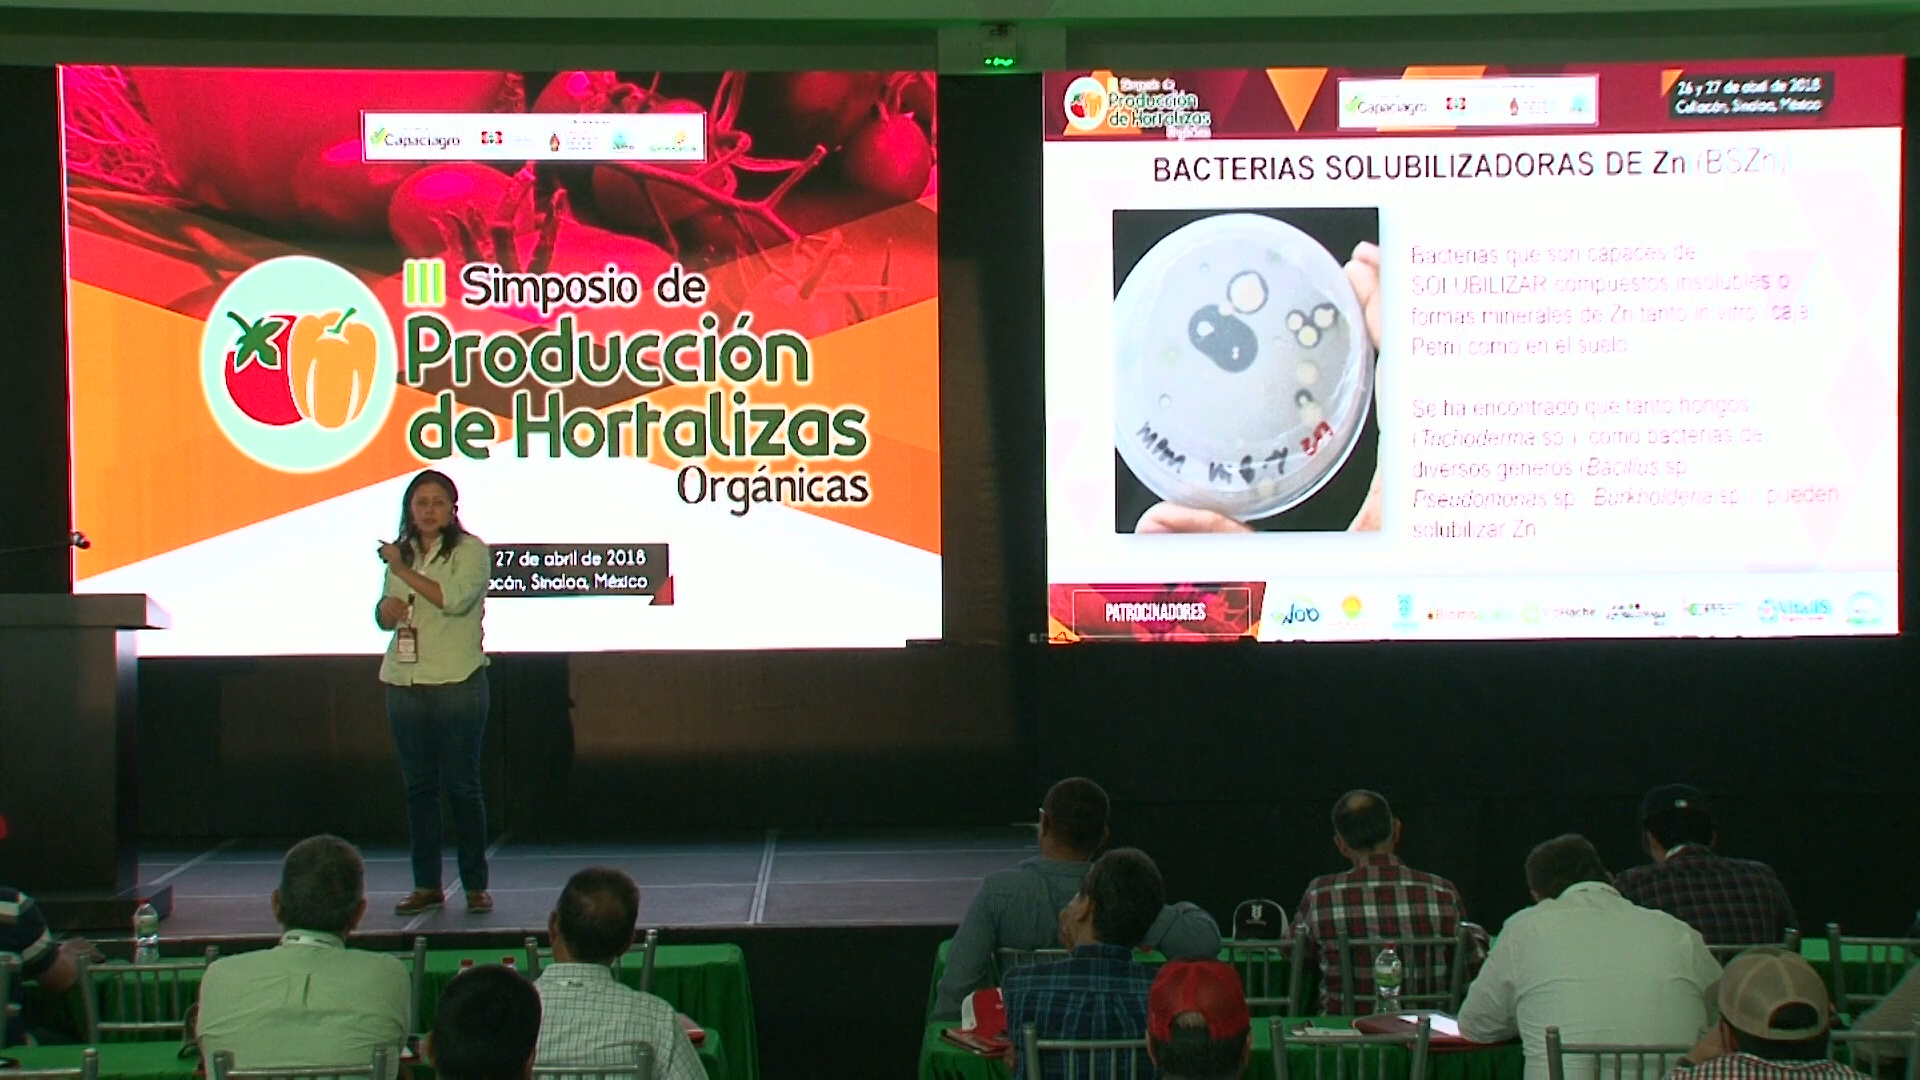 Capaciagro
III Simposio de
Producción
de Hortalizas
Orgánicas
27 de abril de 2018
Sinaloa, México
Simposio de
Producción
de Hortalizas
Orgánicas
Capaciagro
26 y 27 de abril de 2018
Culiacán, Sinaloa, México
BACTERIAS SOLUBILIZADORAS DE Zn (BSZn)
Bacterias que son capaces de
SOLUBILIZAR compuestos insolubles o
formas minerales de Zn tanto in vitro (caja
Petri) como en el suelo
Se ha encontrado que tanto hongos
(Trichoderma sp.), como bacterias de
diversos géneros (Bacillus sp.
Pseudomonas sp. Burkholderia sp.), pueden
solubilizar Zn
PATROCINADORES
Vitalis